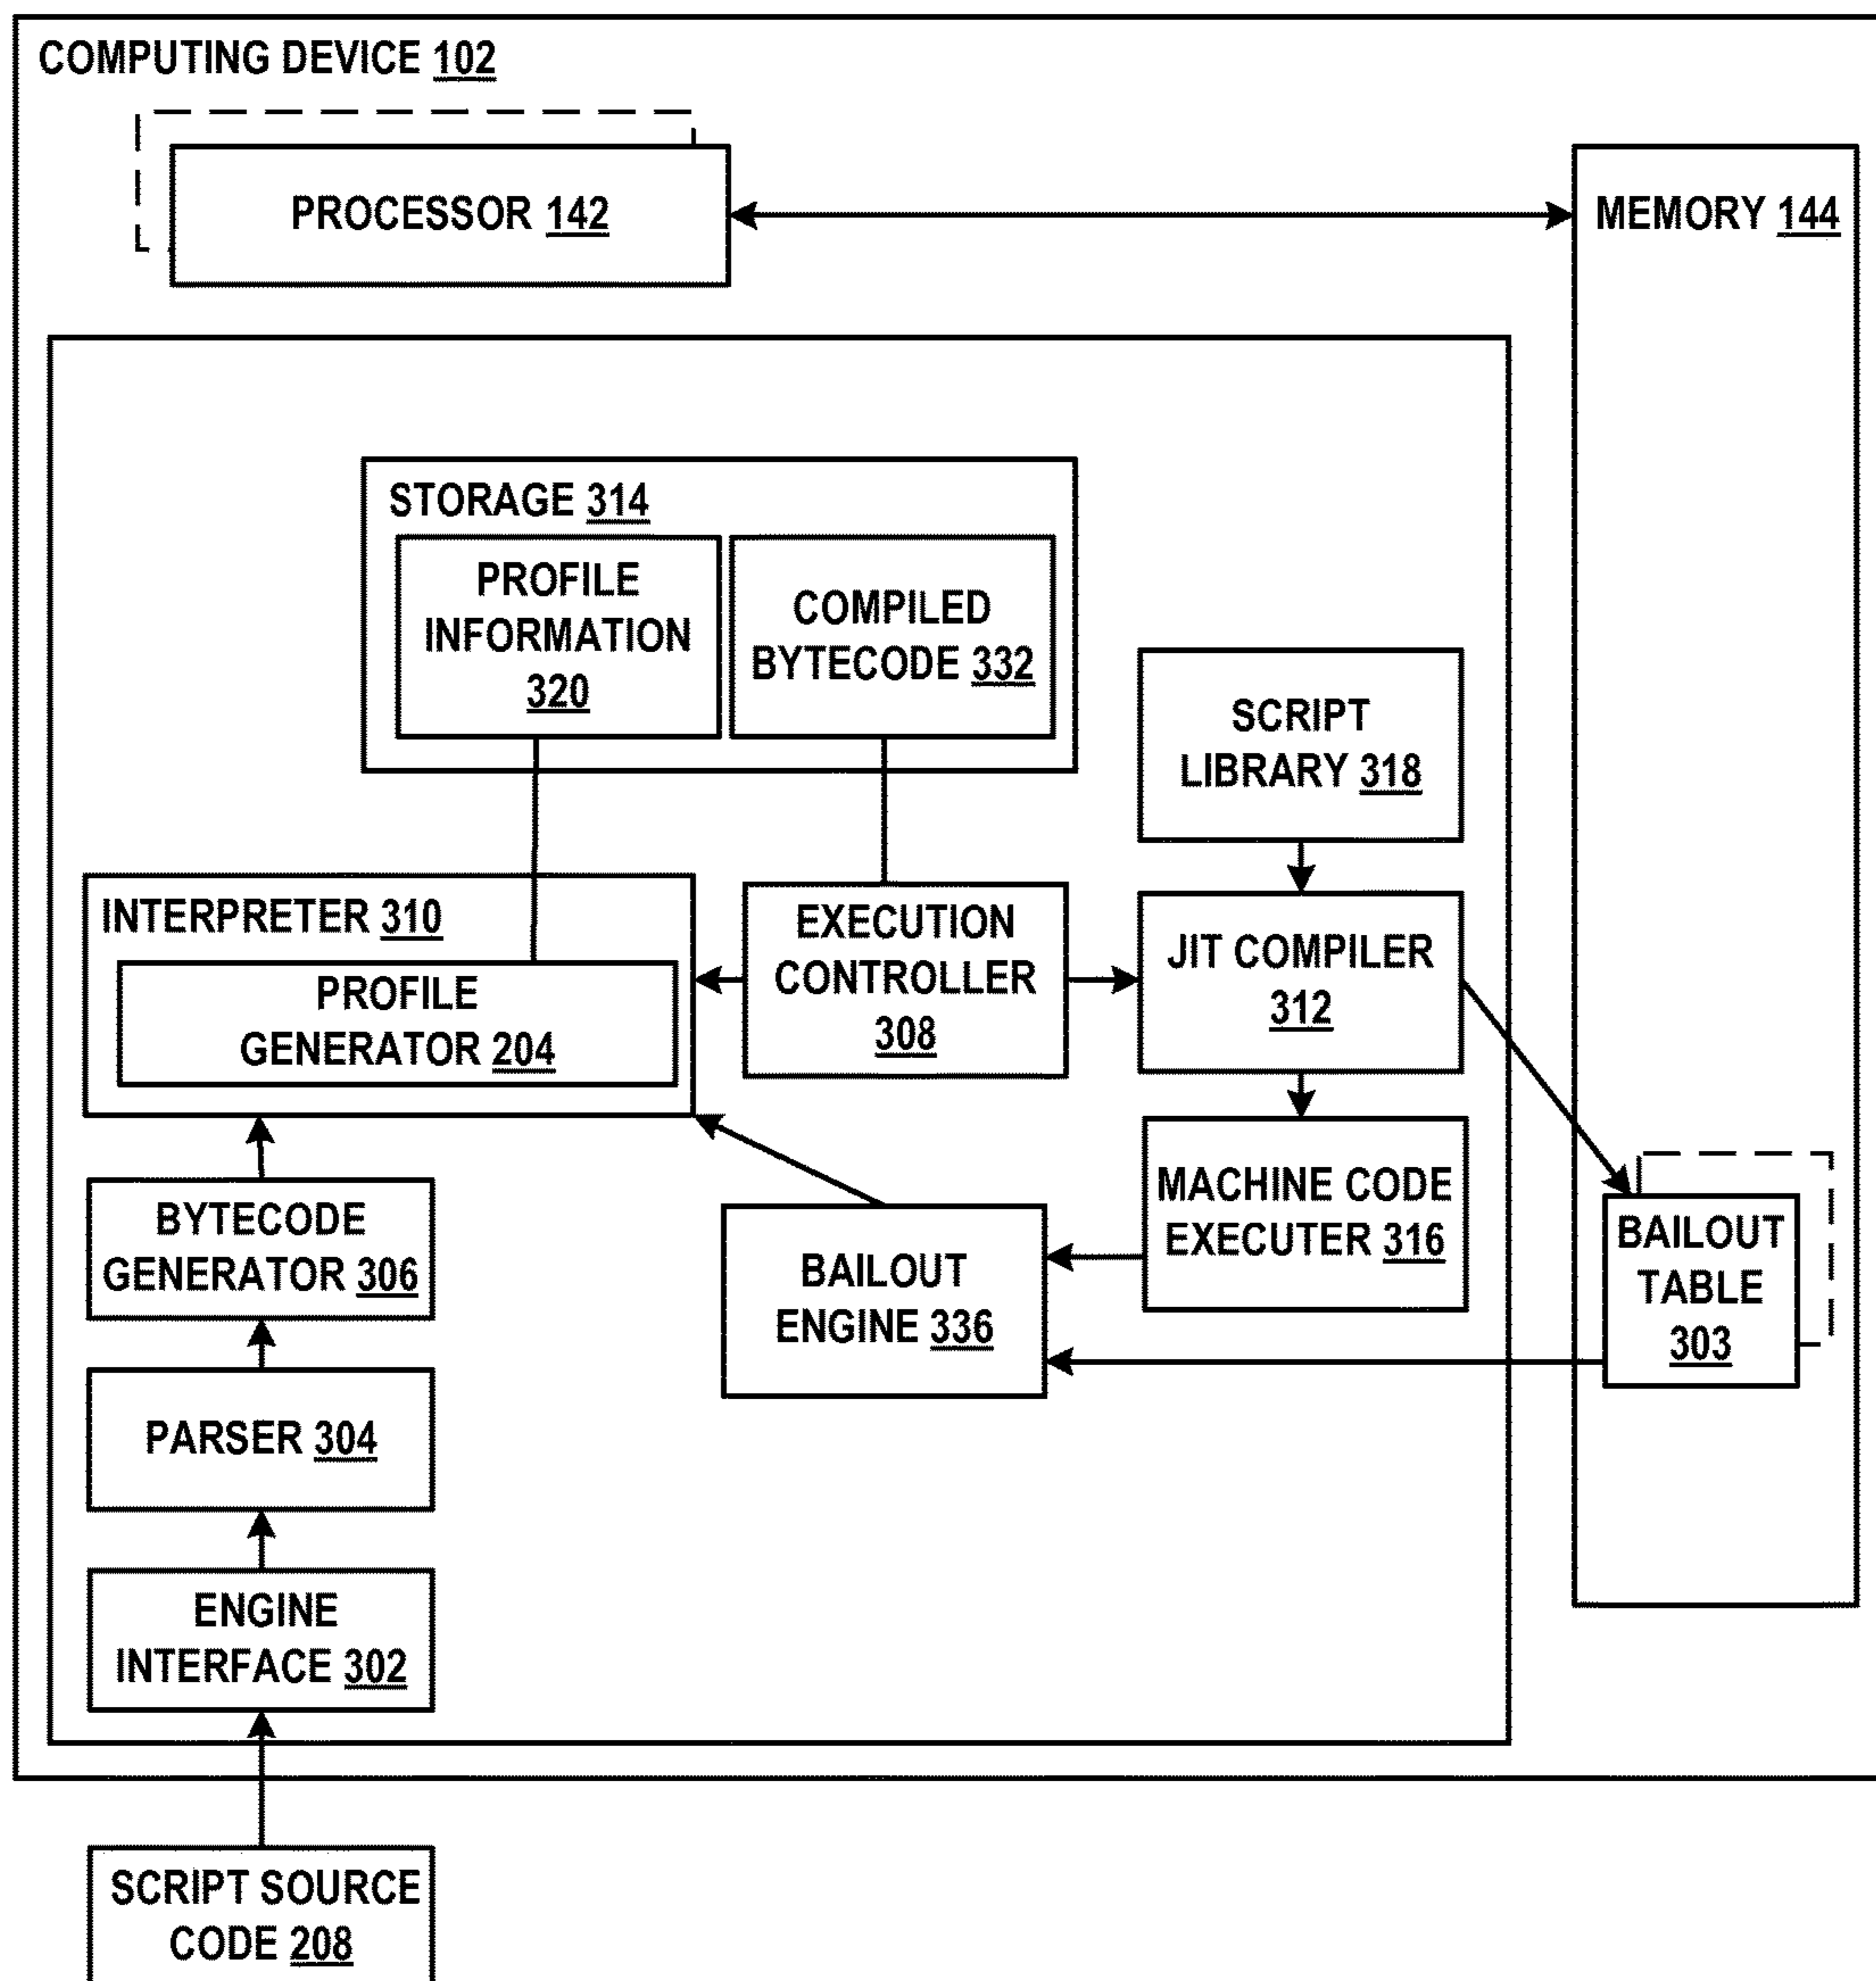 COMPUTING DEVICE 102
PROCESSOR 142
MEMORY 144
STORAGE 314
PROFILE
INFORMATION
320
COMPILED
BYTECODE 332
SCRIPT
LIBRARY 318
INTERPRETER 310
PROFILE
GENERATOR 204
EXECUTION
CONTROLLER
308
JIT COMPILER
312
BYTECODE
GENERATOR 306
BAILOUT
ENGINE 336
MACHINE CODE
EXECUTER 316
BAILOUT
TABLE
303
PARSER 304
ENGINE
INTERFACE 302
SCRIPT SOURCE
CODE 208